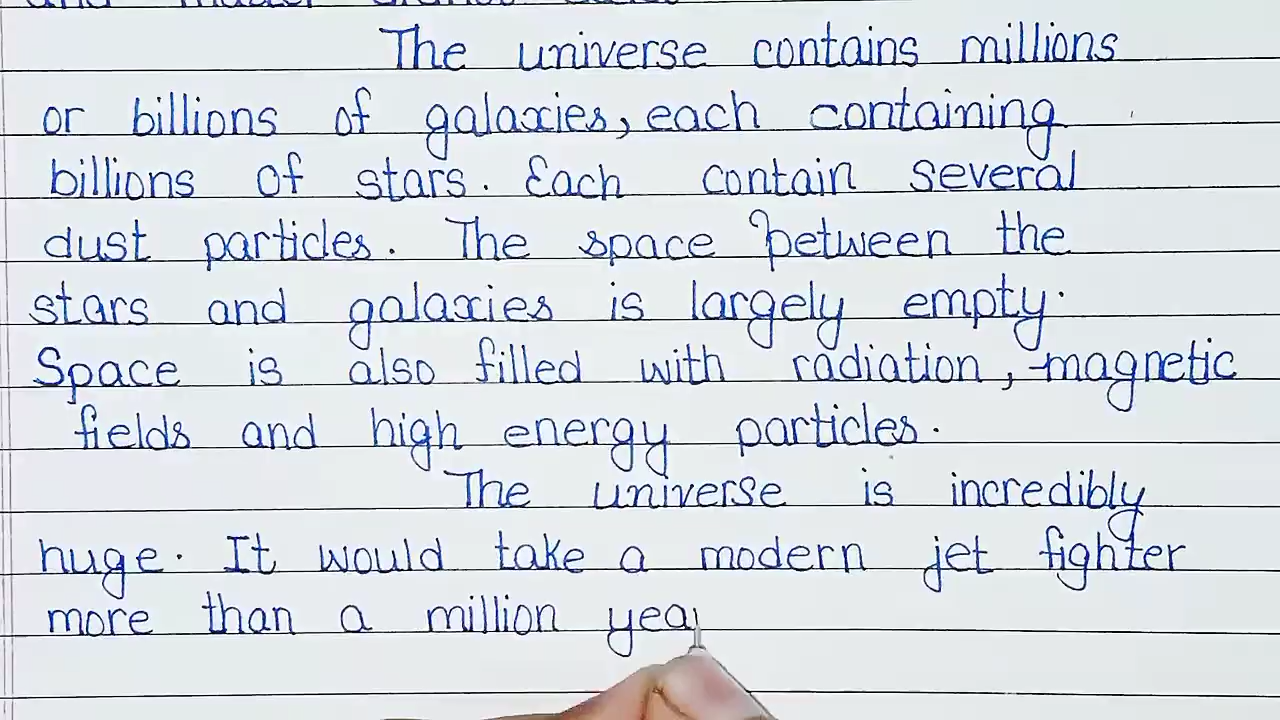 The universe contains millions
or billions of galaxies, each containing
billions of stars. Each contain several
dust particles. The space between the
stars and galaxies is largely empty.
Space is also filled with radiation, magnetic
fields and high energy particles.
The universe is incredibly
huge. It would take a modern jet fighter
more than a million yea